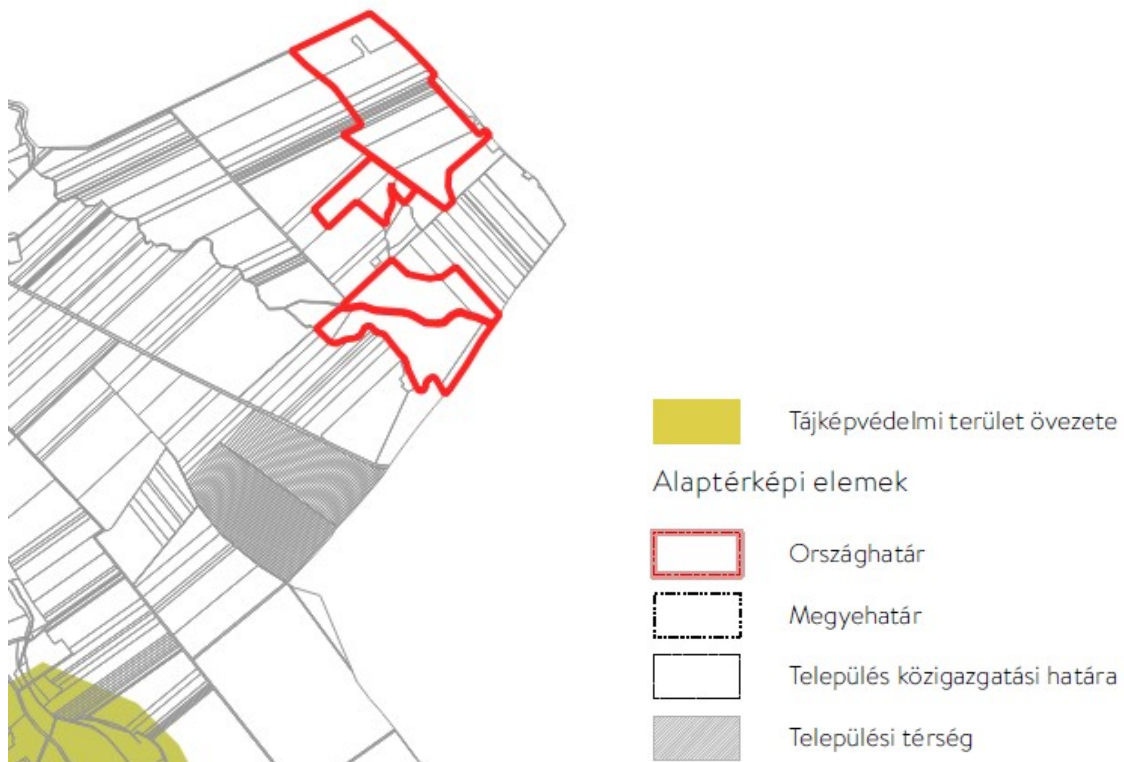 Tájképvédelmi terület övezete
Alaptérképi elemek
Országhatár
Megyehatár
Település közigazgatási határa
Települési térség